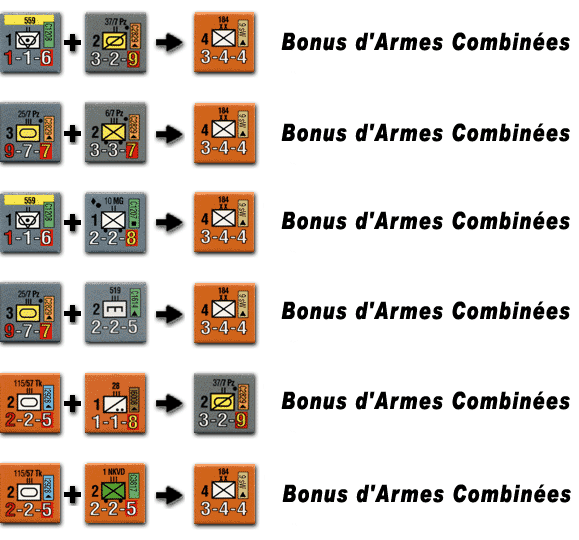 559 37/7 Pz 184
1 2 4 Bonus d'Armes Combinées
1-1-6 3-2-9 3-4-4
25/7 Pz 6/7 Pz 184
3 2 4 Bonus d'Armes Combinées
9-7-7 3-3-7 3-4-4
559 10 MG 184
1 1 4 Bonus d'Armes Combinées
1-1-6 2-2-8 3-4-4
25/7 Pz 519 184
3 2 4 Bonus d'Armes Combinées
9-7-7 2-2-5 3-4-4
115/57 Tk 28 37/7 Pz
2 1 2 Bonus d'Armes Combinées
2-2-5 1-1-8 3-2-9
115/57 Tk 1 NKVD 184
2 2 4 Bonus d'Armes Combinées
2-2-5 2-2-5 3-4-4